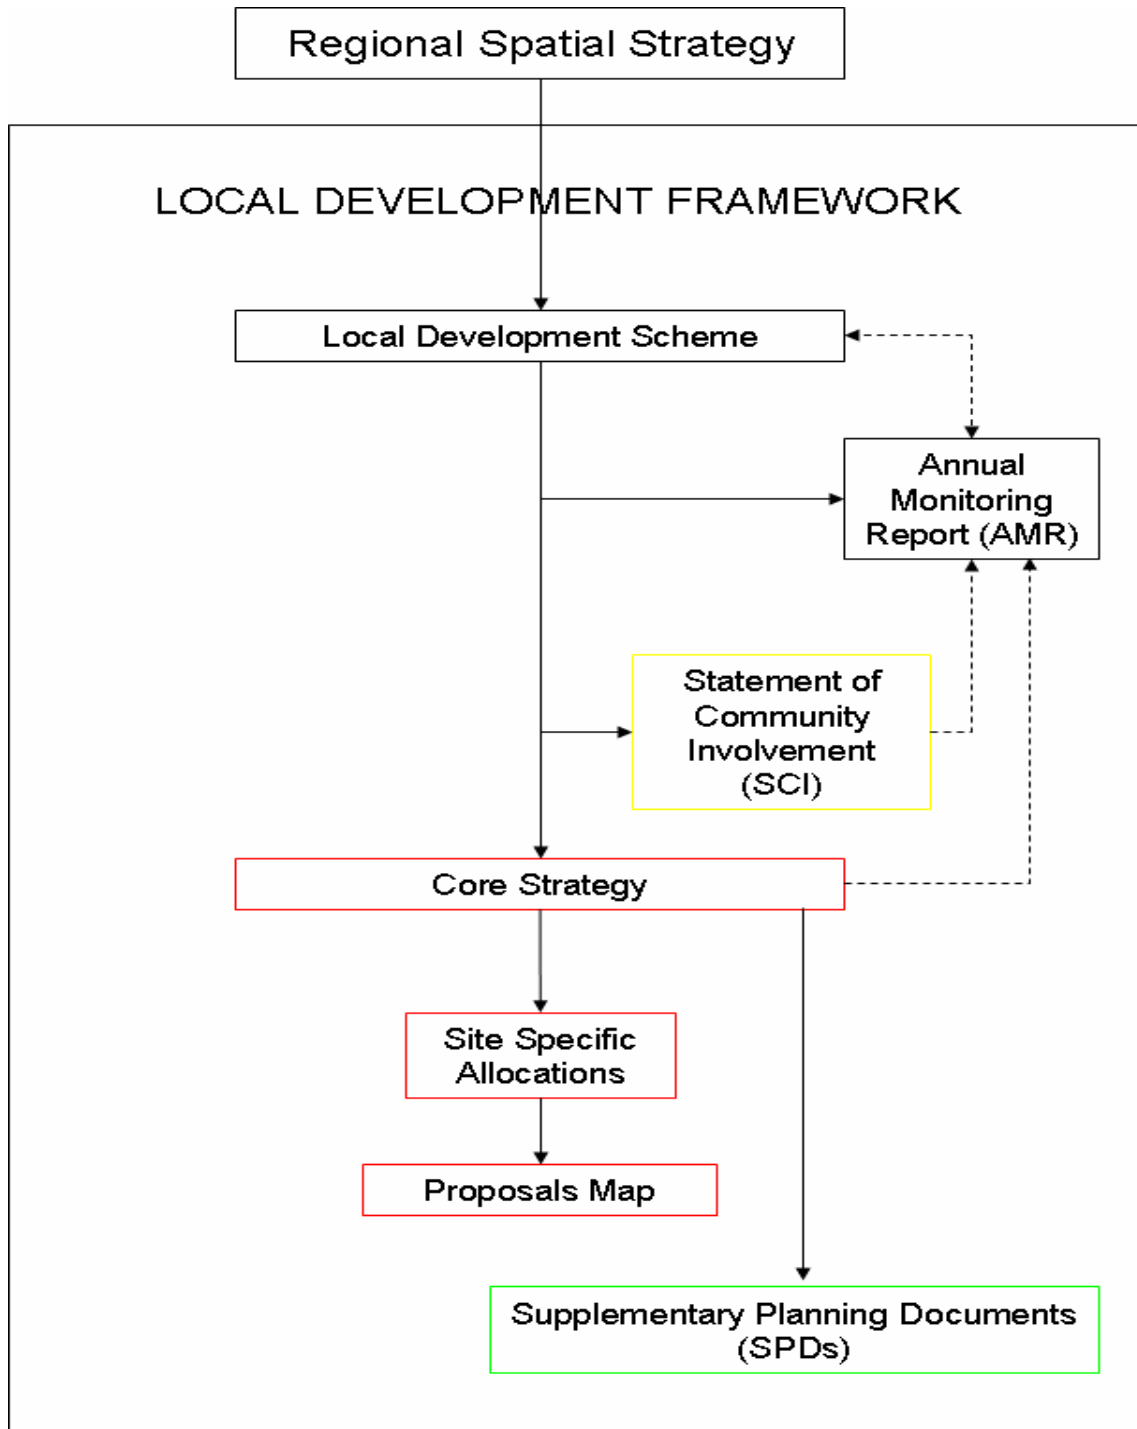 Regional Spatial Strategy
LOCAL DEVELOPMENT FRAMEWORK
Local Development Scheme
Annual
Monitoring
Report (AMR)
Statement of
Community
Involvement
(SCI)
Core Strategy
Site Specific
Allocations
Proposals Map
Supplementary Planning Documents
(SPDs)